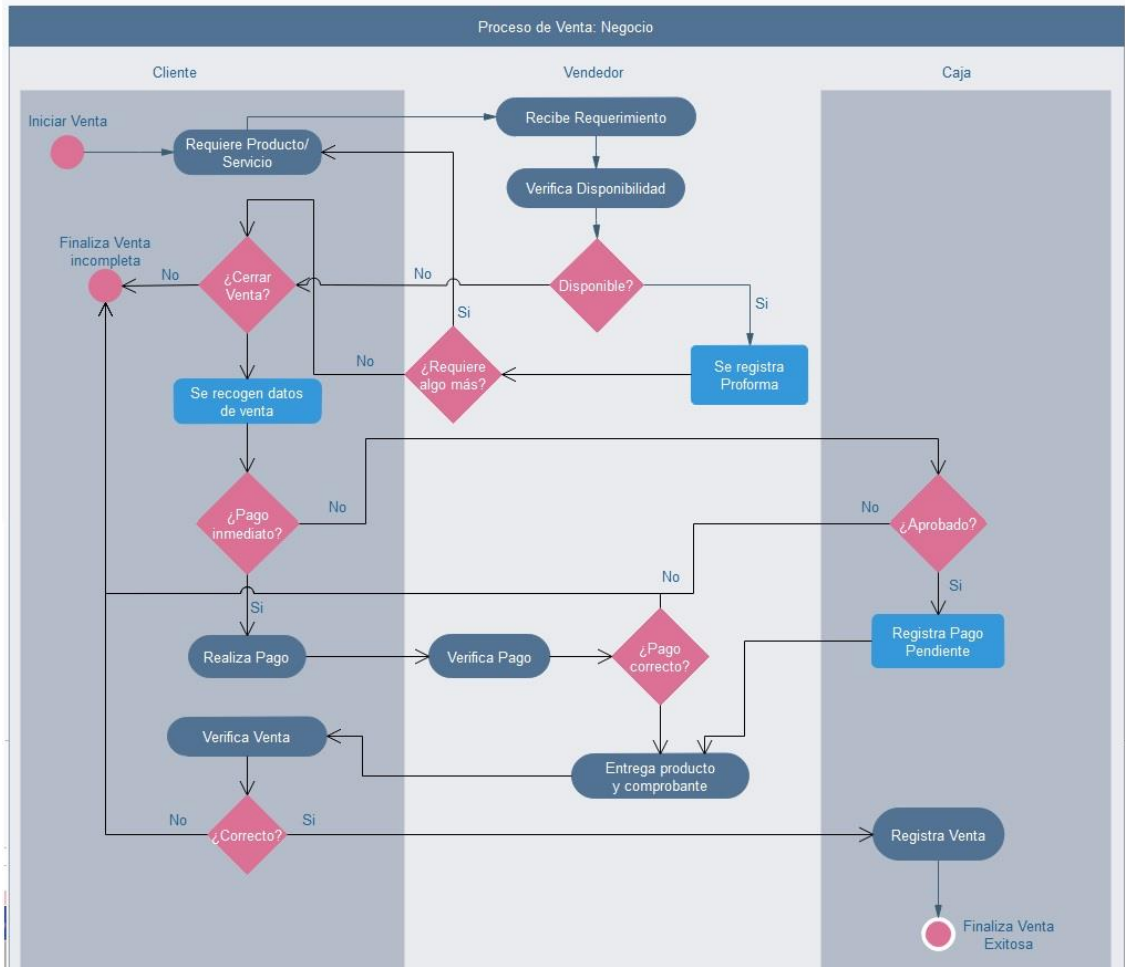 Proceso de Venta: Negocio
Cliente
Vendedor
Caja
Iniciar Venta
Requiere Producto/
Servicio
Recibe Requerimiento
Verifica Disponibilidad
Finaliza Venta
incompleta
No
¿Cerrar
Venta?
No
Disponible?
Si
Si
No
¿Requiere
algo más?
Se registra
Proforma
Se recogen datos
de venta
¿Pago
inmediato?
No
No
¿Aprobado?
Si
No
Si
Realiza Pago
Verifica Pago
¿Pago
correcto?
Registra Pago
Pendiente
Verifica Venta
Entrega producto
y comprobante
No
¿Correcto?
Si
Registra Venta
Finaliza Venta
Exitosa